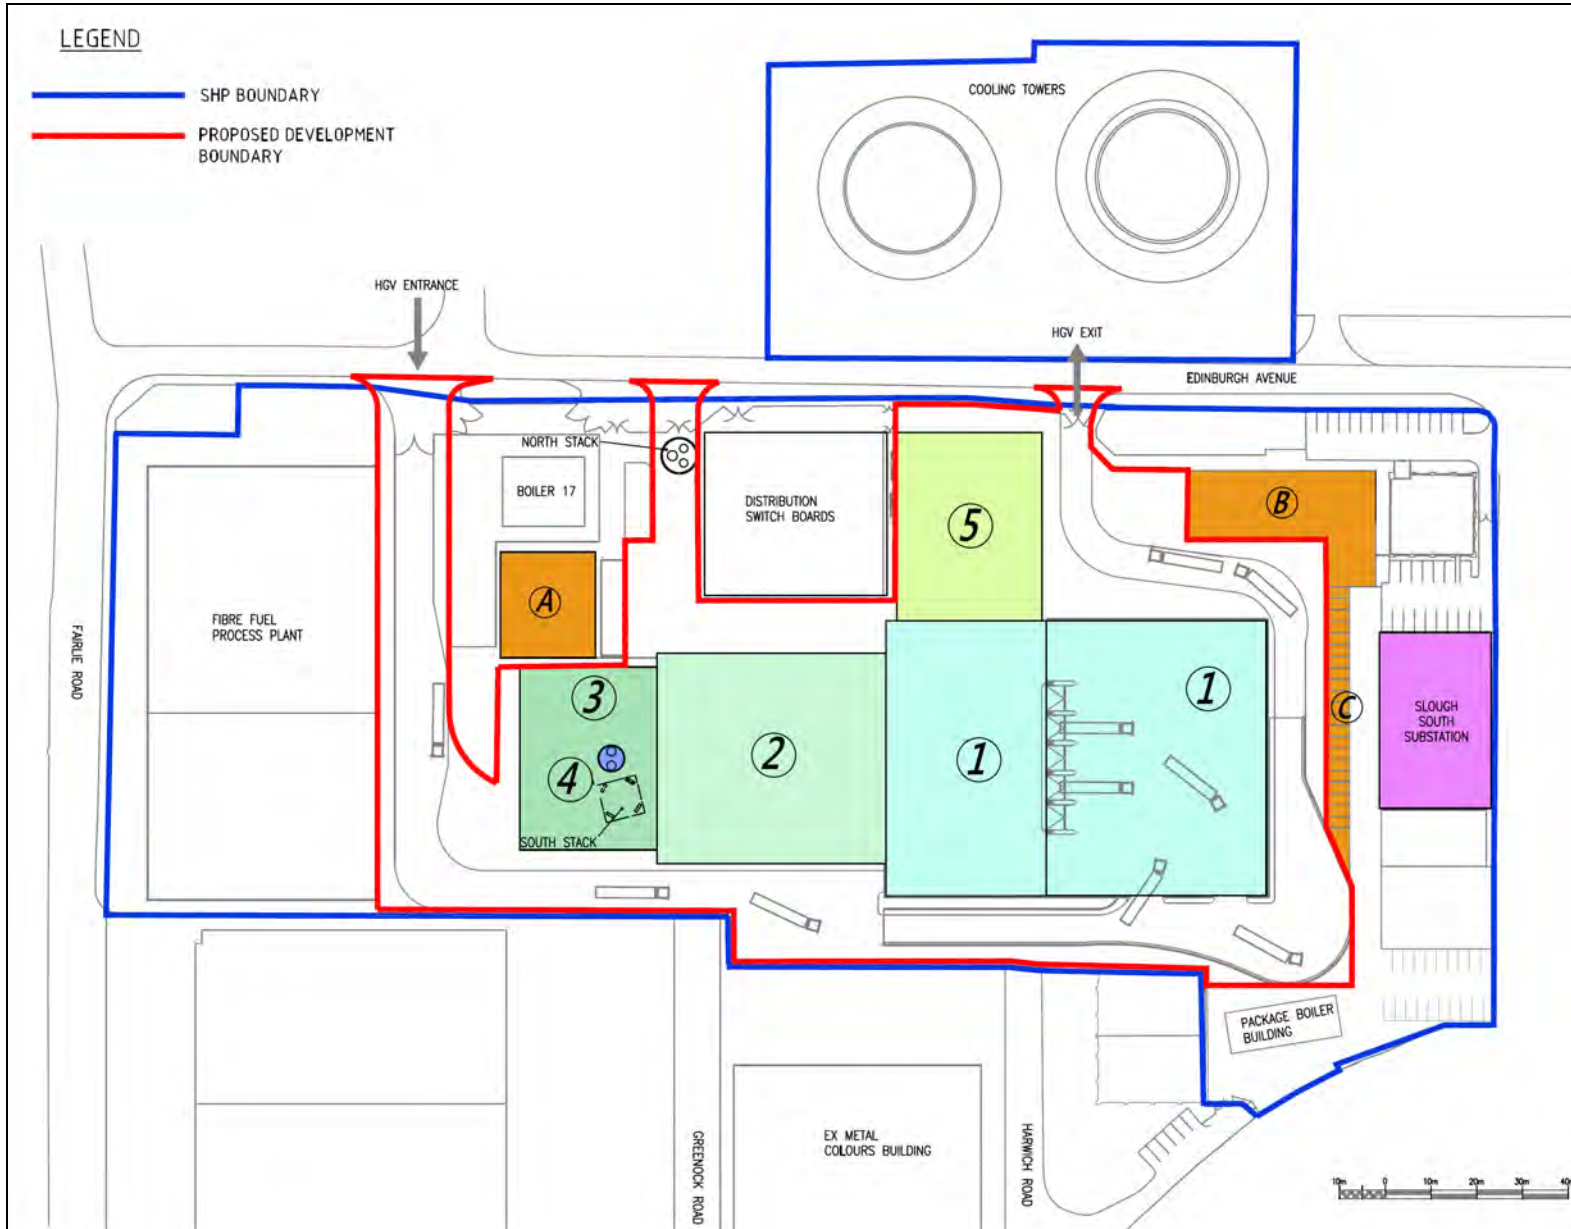 LEGEND
SHP BOUNDARY
PROPOSED DEVELOPMENT
BOUNDARY
COOLING TOWERS
HGV ENTRANCE
HGV EXIT
EDINBURGH AVENUE
NORTH STACK
BOILER 17
DISTRIBUTION
SWITCH BOARDS
5
B
A
FIBRE FUEL
PROCESS PLANT
FAIRLIE ROAD
3
1
C
SLOUGH
SOUTH
SUBSTATION
4
2
1
SOUTH STACK
PACKAGE BOILER
BUILDING
GREENOCK ROAD
EX METAL
COLOURS BUILDING
HARWICH ROAD
10m 0 10m 20m 30m 40m